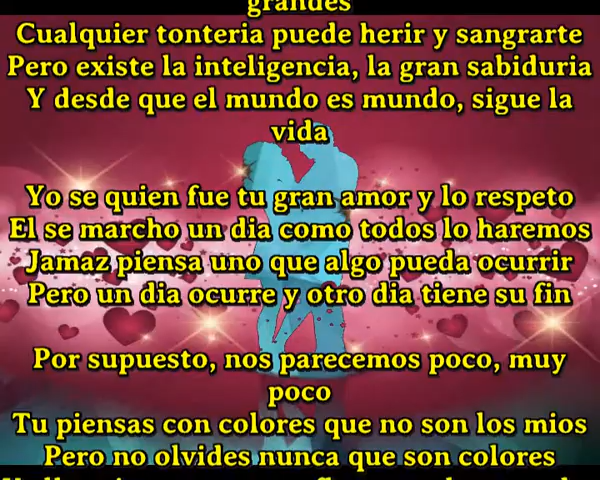 grandes
Cualquier tonteria puede herir y sangrarte
Pero existe la inteligencia, la gran sabiduria
Y desde que el mundo es mundo, sigue la
vida
Yo se quien fue tu gran amor y lo respeto
El se marcho un dia como todos lo haremos
Jamaz piensa uno que algo pueda ocurrir
Pero un dia ocurre y otro dia tiene su fin
Por supuesto, nos parecemos poco, muy
poco
Tu piensas con colores que no son los mios
Pero no olvides nunca que son colores